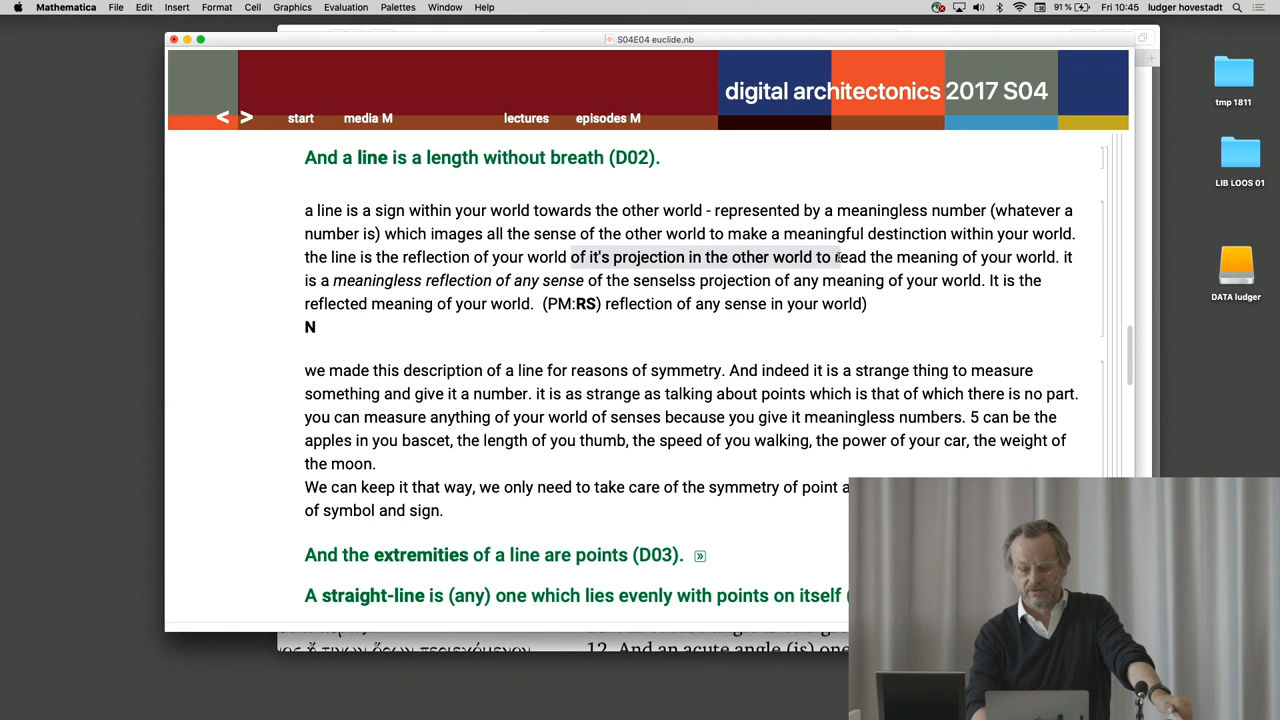 Mathematica File Edit Insert Format Cell Graphics Evaluation Palettes Window Help 91% Fri 10:45 ludger hovestadt
S04E04 euclide.nb
digital architectonics 2017 S04
< > start media M lectures episodes M
tmp 1811
LIB LOOS 01
DATA ludger
And a line is a length without breath (D02).
a line is a sign within your world towards the other world - represented by a meaningless number (whatever a
number is) which images all the sense of the other world to make a meaningful destinction within your world.
the line is the reflection of your world of it's projection in the other world to read the meaning of your world. it
is a meaningless reflection of any sense of the senselss projection of any meaning of your world. It is the
reflected meaning of your world. (PM:RS) reflection of any sense in your world)
N
we made this description of a line for reasons of symmetry. And indeed it is a strange thing to measure
something and give it a number. it is as strange as talking about points which is that of which there is no part.
you can measure anything of your world of senses because you give it meaningless numbers. 5 can be the
apples in you bascet, the length of you thumb, the speed of you walking, the power of your car, the weight of
the moon.
We can keep it that way, we only need to take care of the symmetry of point a
of symbol and sign.
And the extremities of a line are points (D03). »
A straight-line is (any) one which lies evenly with points on itself (
12. And an acute angle (is) one